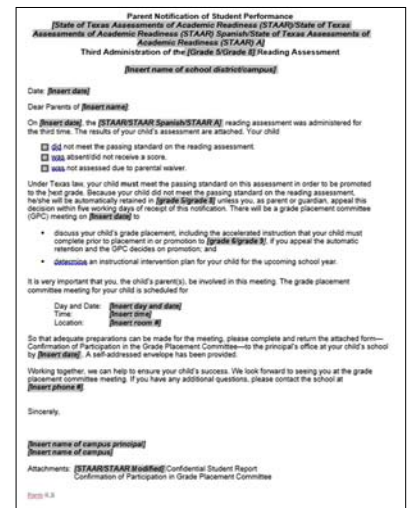 Parent Notification of Student Performance
[State of Texas Assessments of Academic Readiness (STAAR)/State of Texas
Assessments of Academic Readiness (STAAR) Spanish/State of Texas Assessments of
Academic Readiness (STAAR) A]
Third Administration of the [Grade 5/Grade 8] Reading Assessment
[Insert name of school district/campus]
Date: [Insert date]
Dear Parents of [Insert name]:
On [Insert date], the [STAAR/STAAR Spanish/STAAR A] reading assessment was administered for
the third time. The results of your child's assessment are attached. Your child
did not meet the passing standard on the reading assessment.
was absent/did not receive a score.
was not assessed due to parental waiver.
Under Texas law, your child must meet the passing standard on this assessment in order to be promoted
to the next grade. Because your child did not meet the passing standard on the reading assessment,
he/she will be automatically retained in [grade 5/grade 8] unless you, as parent or guardian, appeal this
decision within five working days of receipt of this notification. There will be a grade placement committee
(GPC) meeting on [Insert date] to
• discuss your child's grade placement, including the accelerated instruction that your child must
complete prior to placement in or promotion to [grade 6/grade 9], if you appeal the automatic
retention and the GPC decides on promotion; and
• determine an instructional intervention plan for your child for the upcoming school year.
It is very important that you, the child's parent(s), be involved in this meeting. The grade placement
committee meeting for your child is scheduled for
Day and Date: [Insert day and date]
Time: [Insert time]
Location: [Insert room #]
So that adequate preparations can be made for the meeting, please complete and return the attached form—
Confirmation of Participation in the Grade Placement Committee—to the principal's office at your child's school
by [Insert date]. A self-addressed envelope has been provided.
Working together, we can help to ensure your child's success. We look forward to seeing you at the grade
placement committee meeting. If you have any additional questions, please contact the school at
[Insert phone #].
Sincerely,
[Insert name of campus principal]
[Insert name of campus]
Attachments: [STAAR/STAAR Modified] Confidential Student Report
Confirmation of Participation in Grade Placement Committee
Form